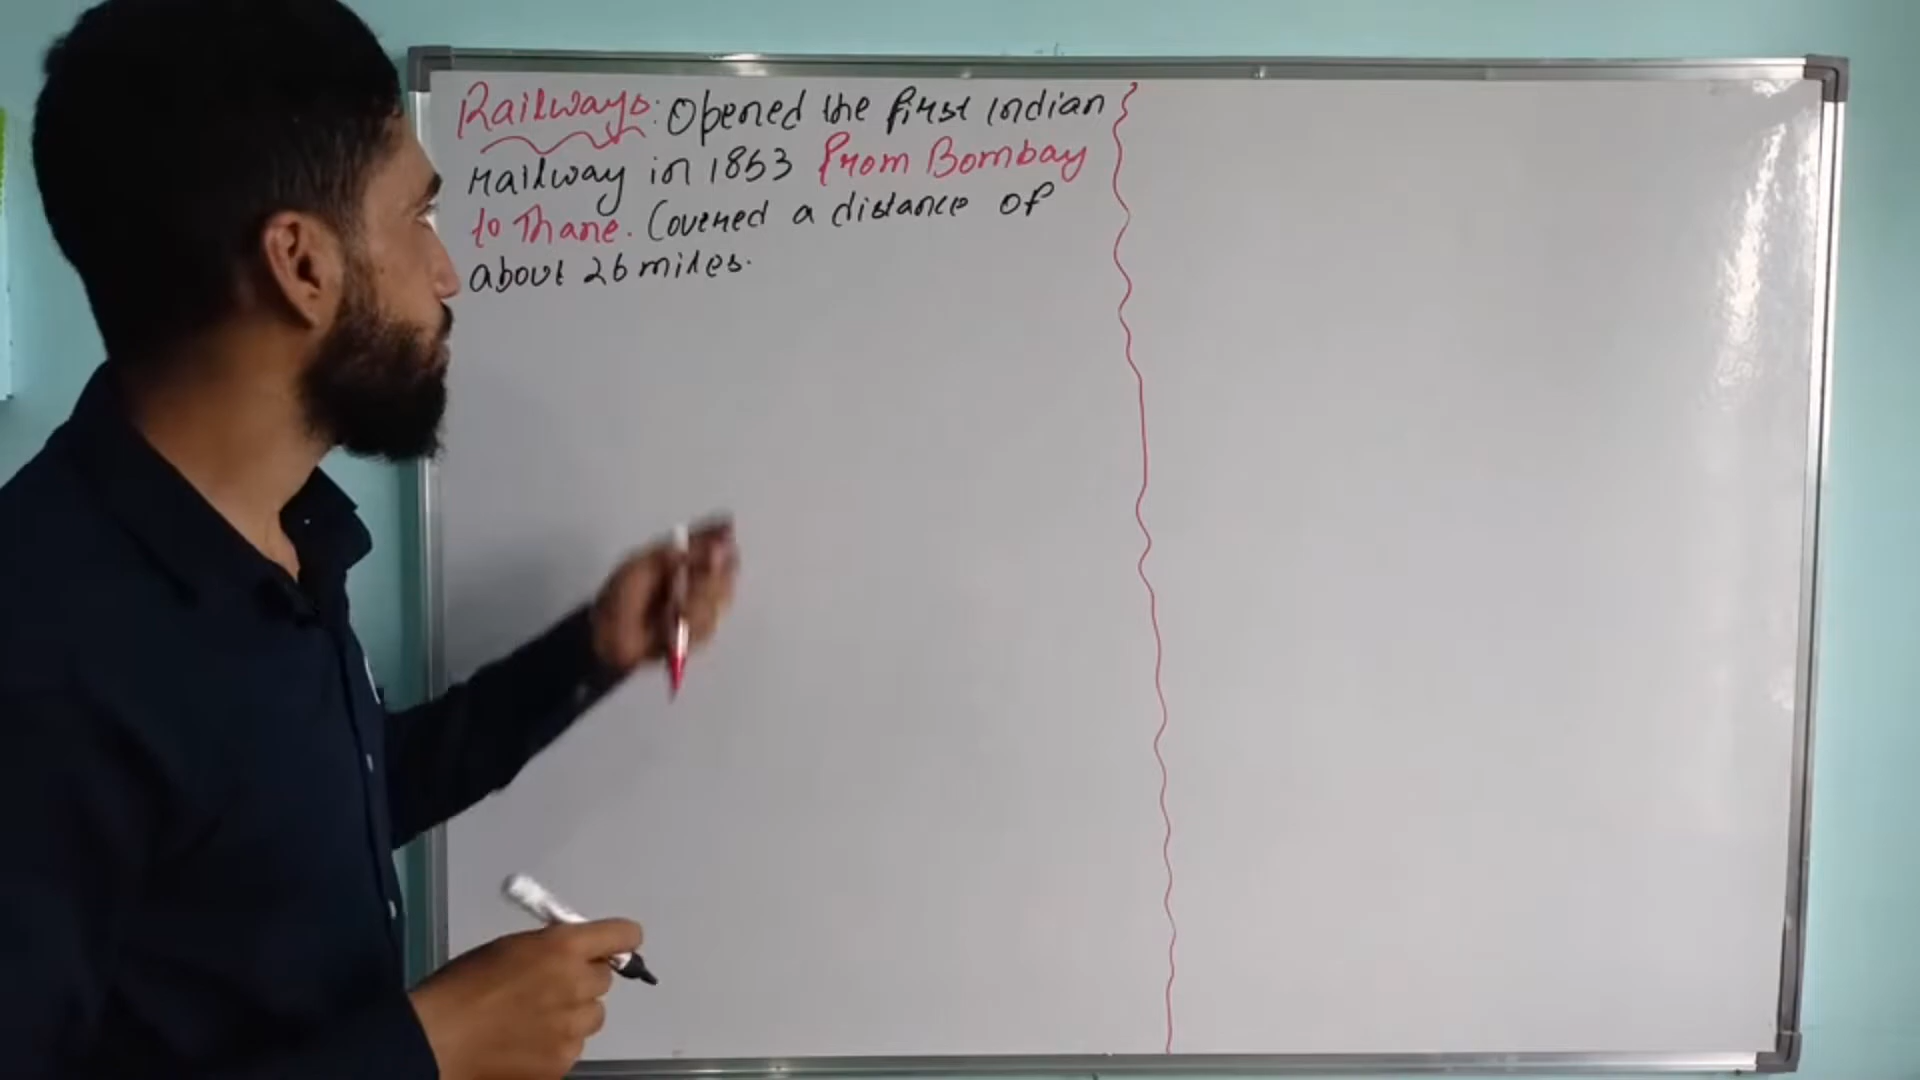 Railways: Opened the first Indian
railway in 1853 from Bombay
to Thane. Covered a distance of
about 26 miles.